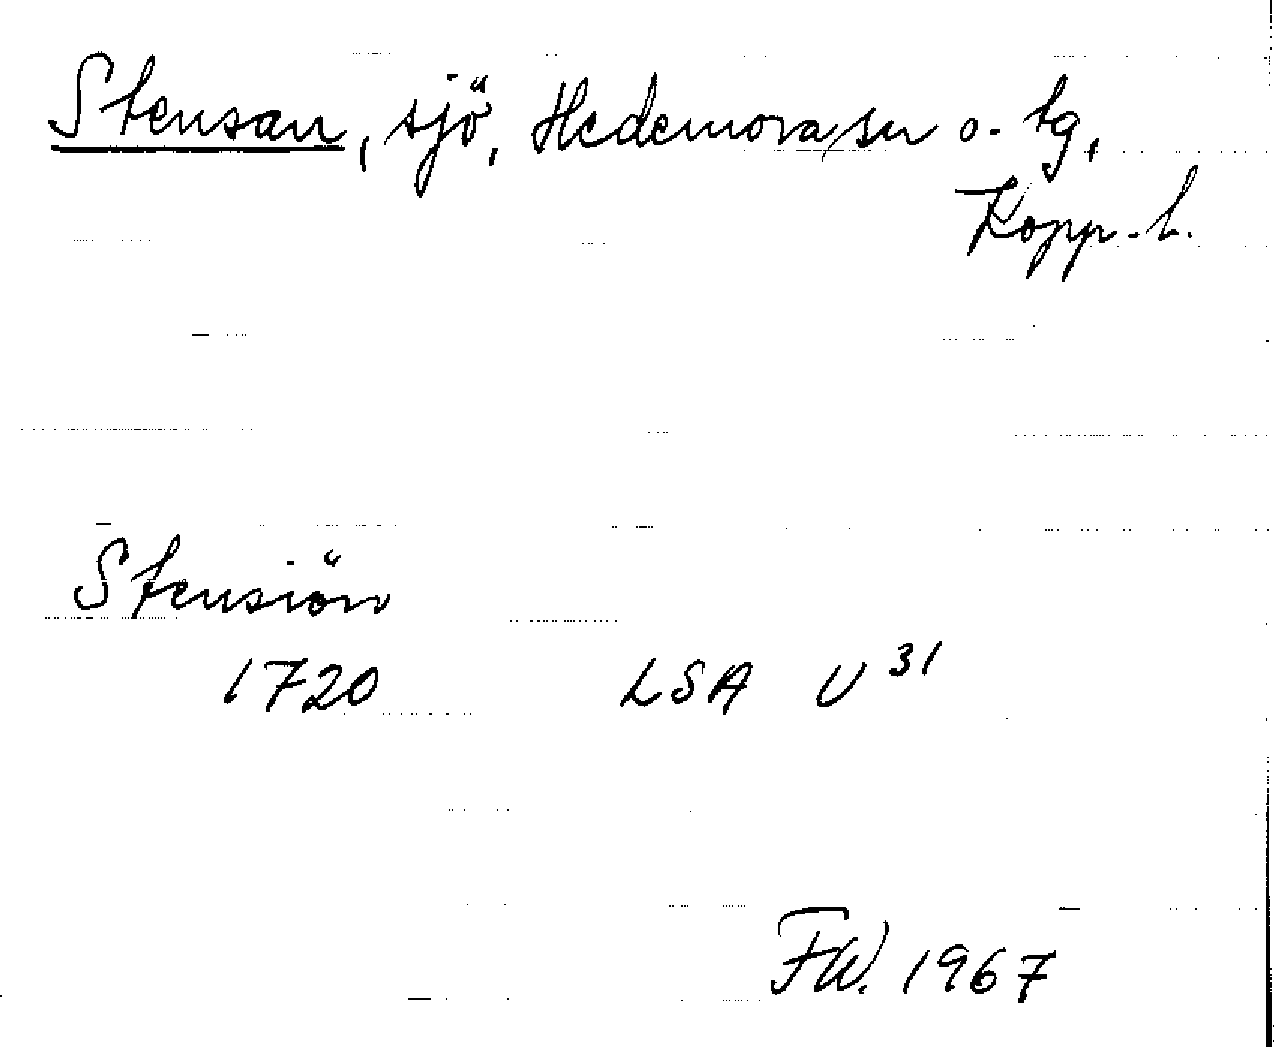 Stensan, sjö, Hedemora sn o. tg,
Kopp. l.
Stensiön
1720 LSA U 31
FW. 1967